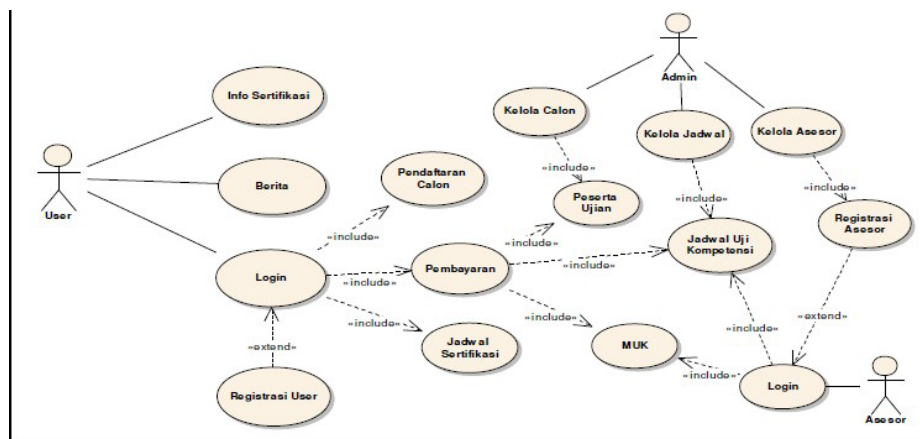 Admin
Info Sertifikasi
Kelola Calon
Kelola Jadwal
Kelola Asesor
«include»
Pendaftaran
Calon
«include»
User
Berita
Peserta
Ujian
«include»
Registrasi
Asesor
«include»
«include»
Jadwal Uji
Kompetensi
Login
«include»
Pembayaran
«include»
«include»
«include»
«include»
«extend»
«extend»
Jadwal
Sertifikasi
MUK
«include»
«include»
Registrasi User
Login
Asesor